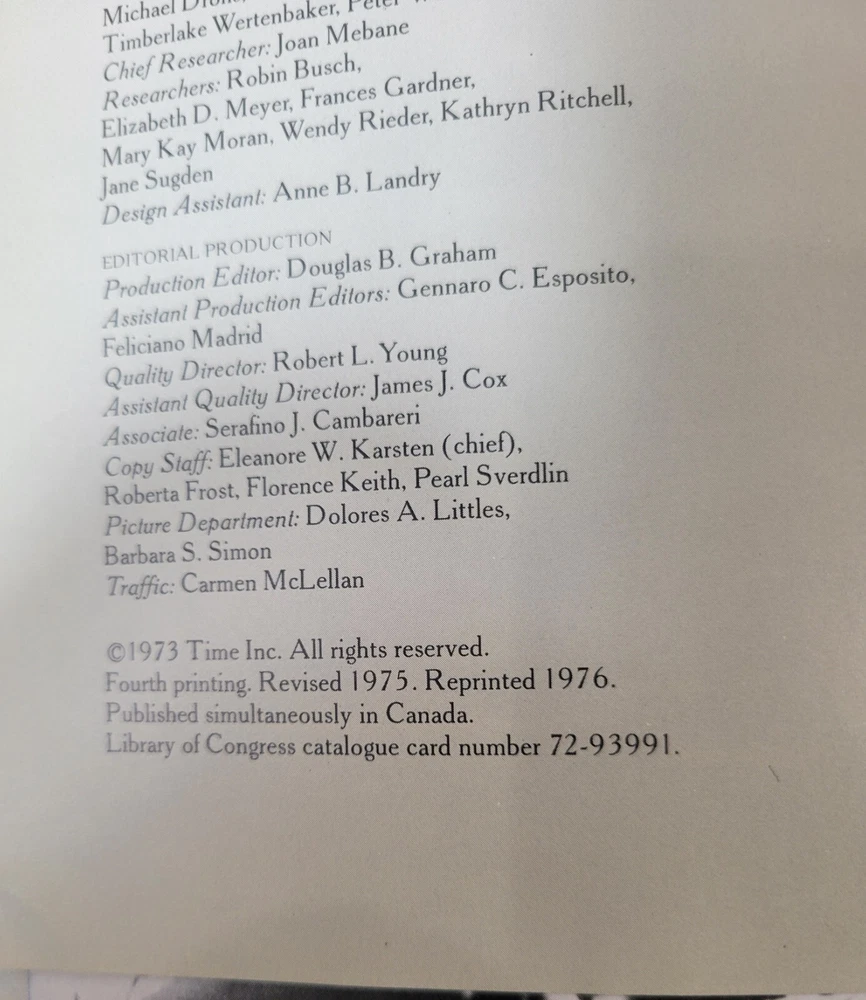 Michael
Timberlake Wertenbaker, Peter
Chief Researcher: Joan Mebane
Researchers: Robin Busch,
Elizabeth D. Meyer, Frances Gardner,
Mary Kay Moran, Wendy Rieder, Kathryn Ritchell,
Jane Sugden
Design Assistant: Anne B. Landry
EDITORIAL PRODUCTION
Production Editor: Douglas B. Graham
Assistant Production Editors: Gennaro C. Esposito,
Feliciano Madrid
Quality Director: Robert L. Young
Assistant Quality Director: James J. Cox
Associate: Serafino J. Cambareri
Copy Staff: Eleanore W. Karsten (chief),
Roberta Frost, Florence Keith, Pearl Sverdlin
Picture Department: Dolores A. Littles,
Barbara S. Simon
Traffic: Carmen McLellan
©1973 Time Inc. All rights reserved.
Fourth printing. Revised 1975. Reprinted 1976.
Published simultaneously in Canada.
Library of Congress catalogue card number 72-93991.